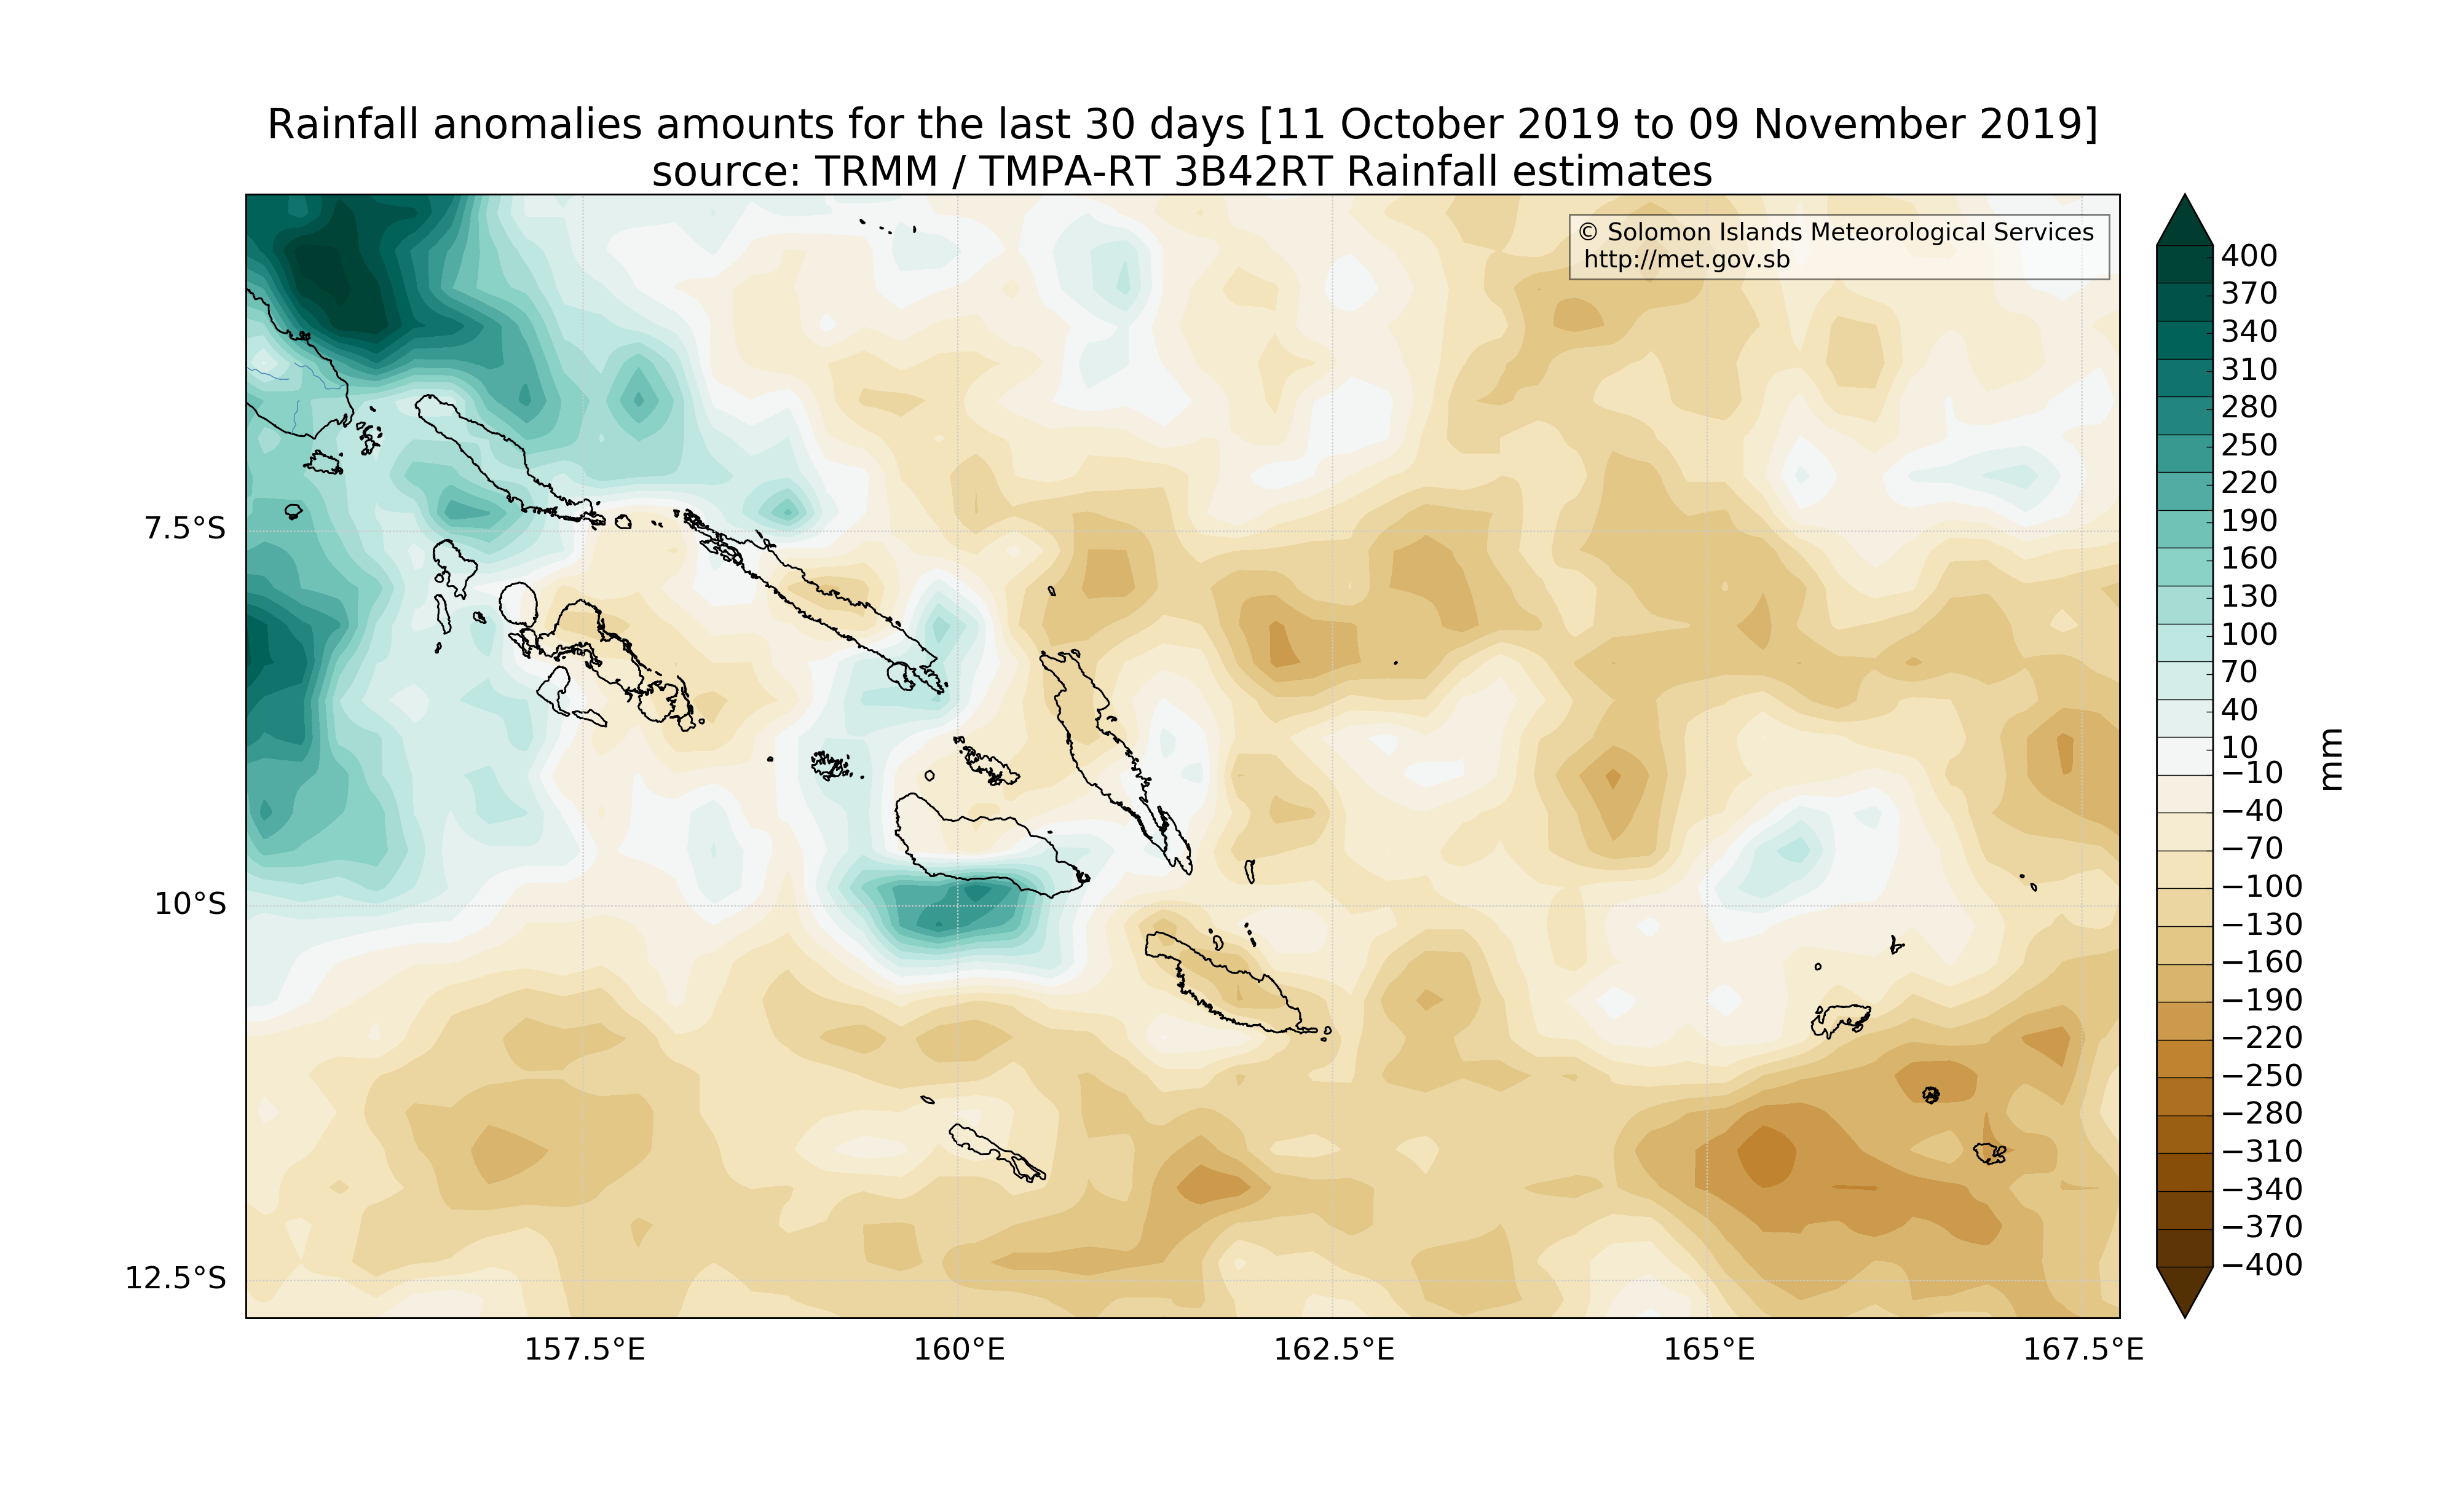 Rainfall anomalies amounts for the last 30 days [11 October 2019 to 09 November 2019]
source: TRMM / TMPA-RT 3B42RT Rainfall estimates
© Solomon Islands Meteorological Services
http://met.gov.sb
7.5°S
10°S
12.5°S
157.5°E
160°E
162.5°E
165°E
167.5°E
400
370
340
310
280
250
220
190
160
130
100
70
40
10
−10
−40
−70
−100
−130
−160
−190
−220
−250
−280
−310
−340
−370
−400
mm